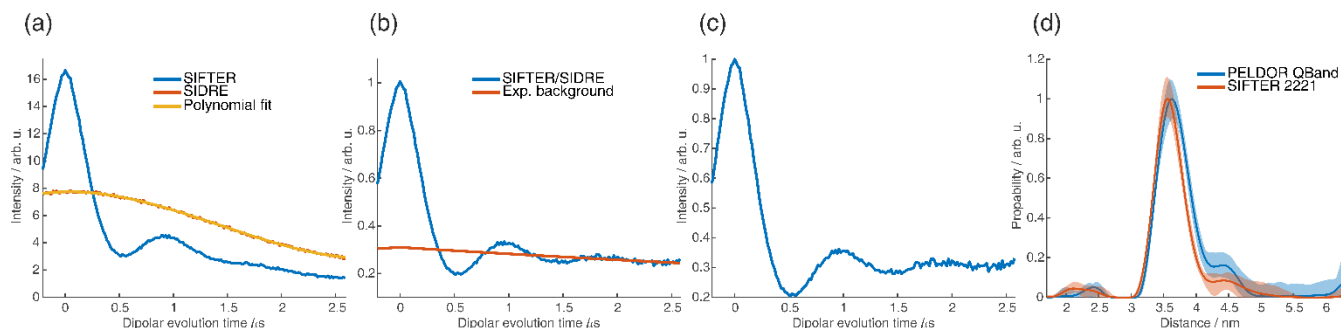 (a)
(b)
(c)
(d)
SIFTER
SIDRE
Polynomial fit
16
14
12
10
8
6
4
2
0
Intensity / arb. u.
0 0.5 1 1.5 2 2.5
Dipolar evolution time /µs
SIFTER/SIDRE
Exp. background
1
0.8
0.6
0.4
0.2
Intensity / arb. u.
0 0.5 1 1.5 2 2.5
Dipolar evolution time /µs
1
0.9
0.8
0.7
0.6
0.5
0.4
0.3
0.2
Intensity / arb. u.
0 0.5 1 1.5 2 2.5
Dipolar evolution time /µs
PELDOR QBand
SIFTER 2221
1.2
1
0.8
0.6
0.4
0.2
0
Propability / arb. u.
2 2.5 3 3.5 4 4.5 5 5.5 6
Distance / nm